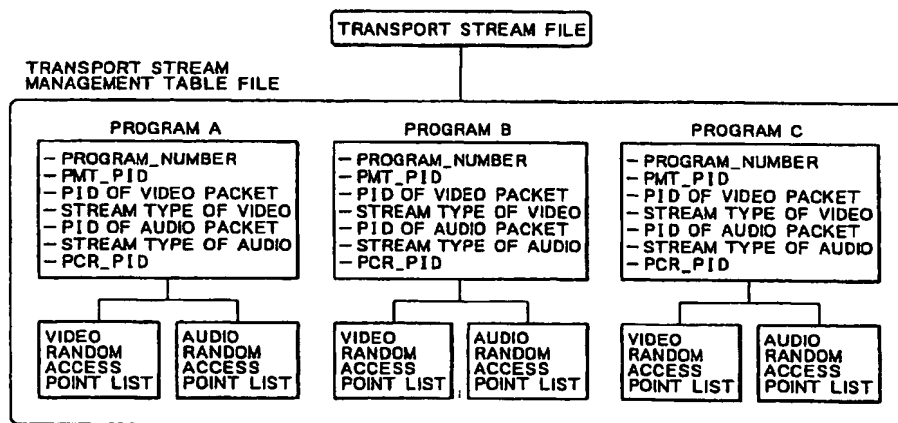 TRANSPORT STREAM FILE
TRANSPORT STREAM
MANAGEMENT TABLE FILE
PROGRAM A
- PROGRAM_NUMBER
- PMT_PID
- PID OF VIDEO PACKET
- STREAM TYPE OF VIDEO
- PID OF AUDIO PACKET
- STREAM TYPE OF AUDIO
- PCR_PID
VIDEO
RANDOM
ACCESS
POINT LIST
AUDIO
RANDOM
ACCESS
POINT LIST
PROGRAM B
- PROGRAM_NUMBER
- PMT_PID
- PID OF VIDEO PACKET
- STREAM TYPE OF VIDEO
- PID OF AUDIO PACKET
- STREAM TYPE OF AUDIO
- PCR_PID
VIDEO
RANDOM
ACCESS
POINT LIST
AUDIO
RANDOM
ACCESS
POINT LIST
PROGRAM C
- PROGRAM_NUMBER
- PMT_PID
- PID OF VIDEO PACKET
- STREAM TYPE OF VIDEO
- PID OF AUDIO PACKET
- STREAM TYPE OF AUDIO
- PCR_PID
VIDEO
RANDOM
ACCESS
POINT LIST
AUDIO
RANDOM
ACCESS
POINT LIST